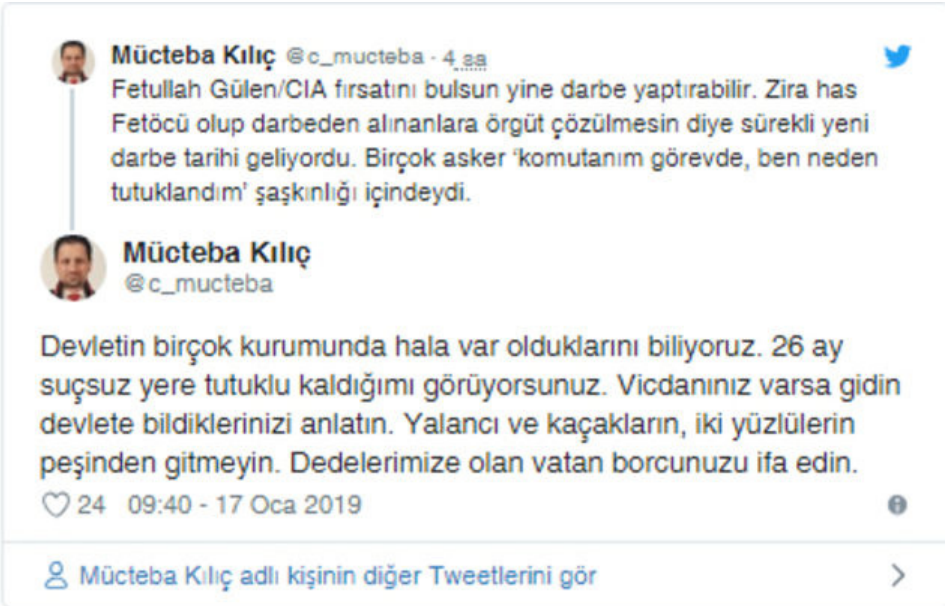 Mücteba Kılıç @c_mucteba · 4 sa
Fetullah Gülen/CIA fırsatını bulsun yine darbe yaptırabilir. Zira has
Fetöcü olup darbeden alınanlara örgüt çözülmesin diye sürekli yeni
darbe tarihi geliyordu. Birçok asker ‘komutanım görevde, ben neden
tutuklandım’ şaşkınlığı içindeydi.
Mücteba Kılıç
@c_mucteba
Devletin birçok kurumunda hala var olduklarını biliyoruz. 26 ay
suçsuz yere tutuklu kaldığımı görüyorsunuz. Vicdanınız varsa gidin
devlete bildiklerinizi anlatın. Yalancı ve kaçakların, iki yüzlülerin
peşinden gitmeyin. Dedelerimize olan vatan borcunuzu ifa edin.
24 09:40 - 17 Oca 2019
Mücteba Kılıç adlı kişinin diğer Tweetlerini gör